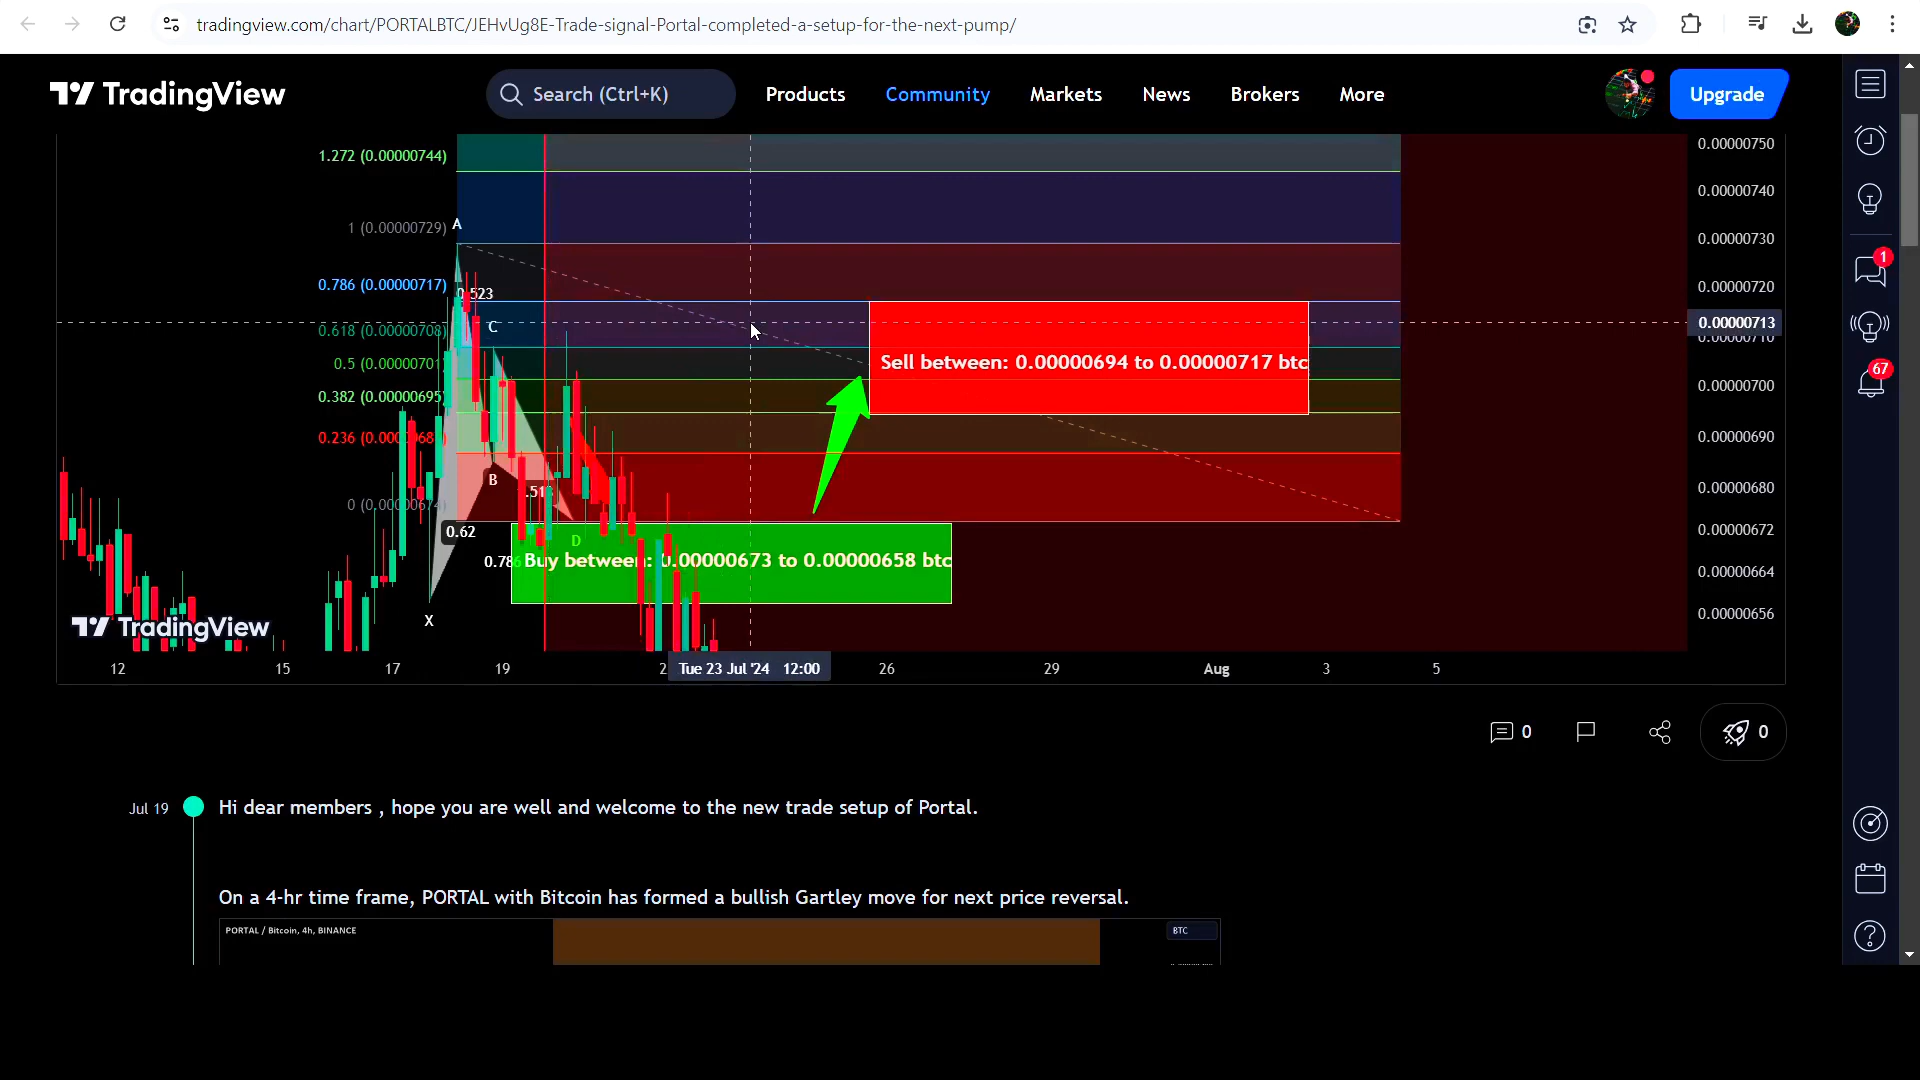 tradingview.com/chart/PORTALBTC/JEHvUg8E-Trade-signal-Portal-completed-a-setup-for-the-next-pump/
TradingView
Search (Ctrl+K)
Products
Community
Markets
News
Brokers
More
Upgrade
1.272 (0.00000744)
1 (0.00000729)
0.786 (0.00000717)
0.618 (0.00000708)
0.5 (0.00000701)
0.382 (0.00000695)
A
0.523
C
B
0.62
D
X
Sell between: 0.00000694 to 0.00000717 btc
Buy between: 0.00000673 to 0.00000658 btc
0.00000750
0.00000740
0.00000730
0.00000720
0.00000713
0.00000700
0.00000690
0.00000680
0.00000672
0.00000664
0.00000656
1
67
TradingView
12
15
17
19
Tue 23 Jul '24 12:00
26
29
Aug
3
5
0
0
Jul 19
Hi dear members , hope you are well and welcome to the new trade setup of Portal.
On a 4-hr time frame, PORTAL with Bitcoin has formed a bullish Gartley move for next price reversal.
PORTAL / Bitcoin, 4h, BINANCE
BTC